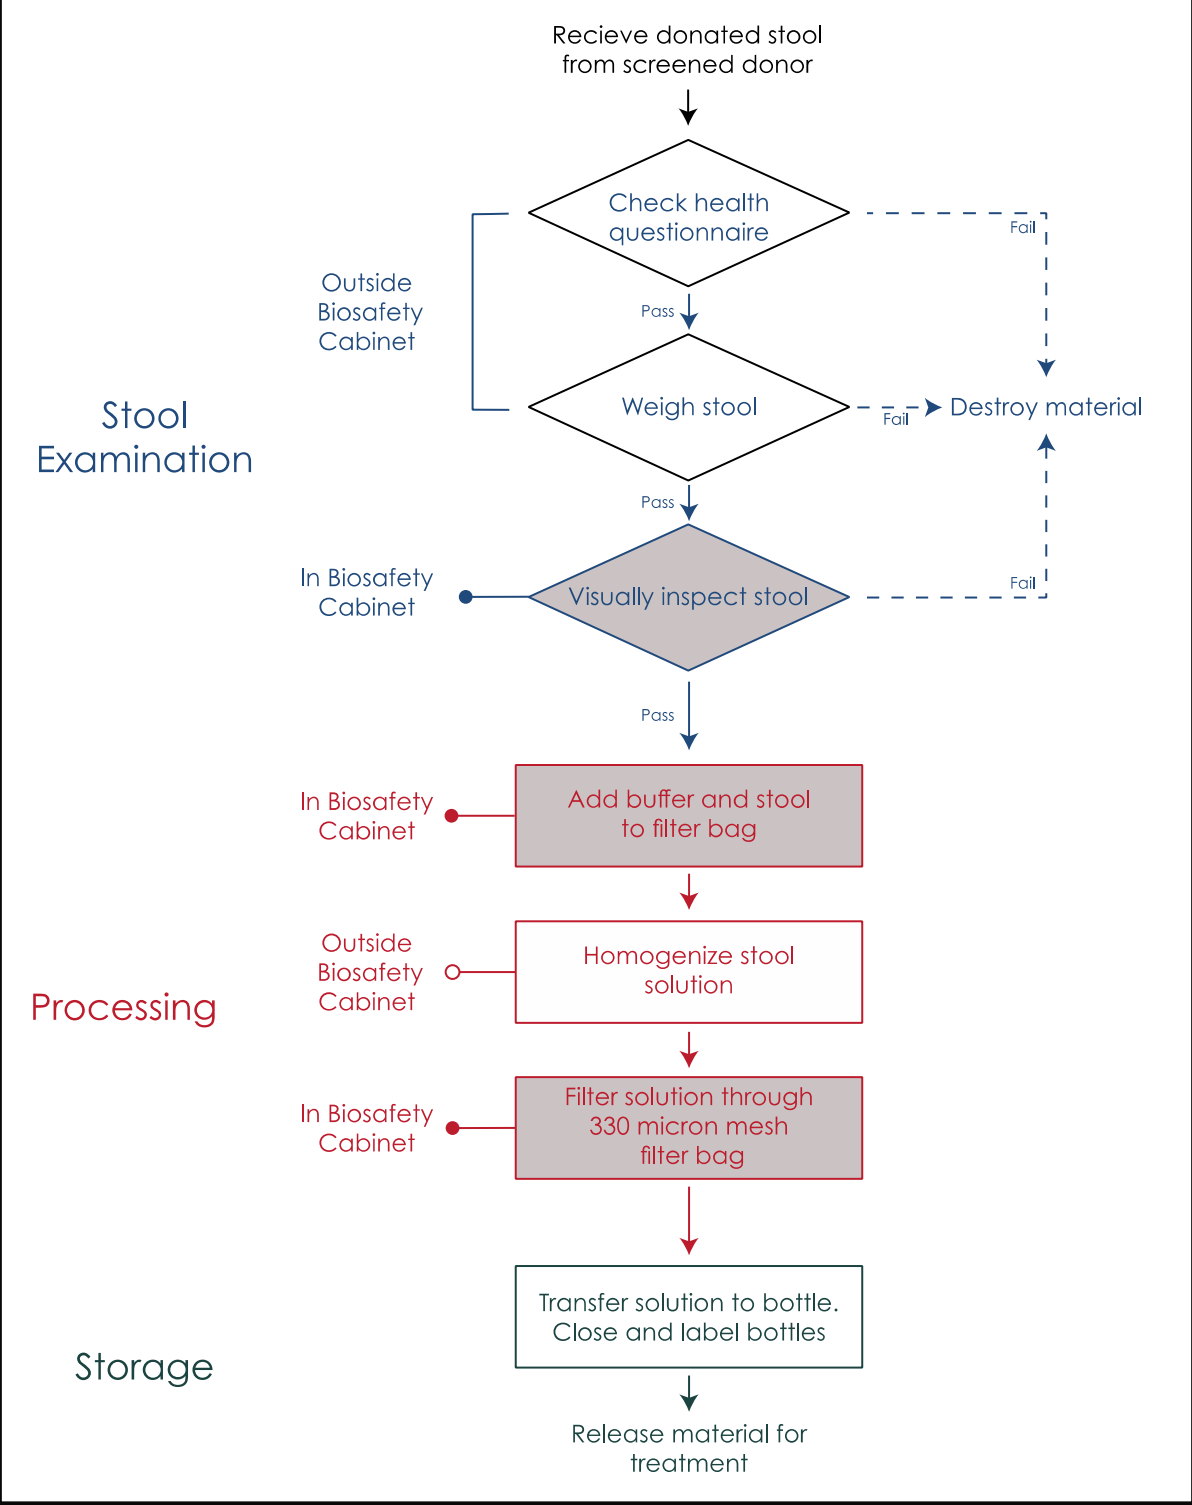 Recieve donated stool
from screened donor
Check health
questionnaire
Fail
Outside
Biosafety
Cabinet
Pass
Weigh stool
Fail
Destroy material
Stool
Examination
Pass
In Biosafety
Cabinet
Visually inspect stool
Fail
Pass
In Biosafety
Cabinet
Add buffer and stool
to filter bag
Outside
Biosafety
Cabinet
Homogenize stool
solution
Processing
In Biosafety
Cabinet
Filter solution through
330 micron mesh
filter bag
Transfer solution to bottle.
Close and label bottles
Storage
Release material for
treatment